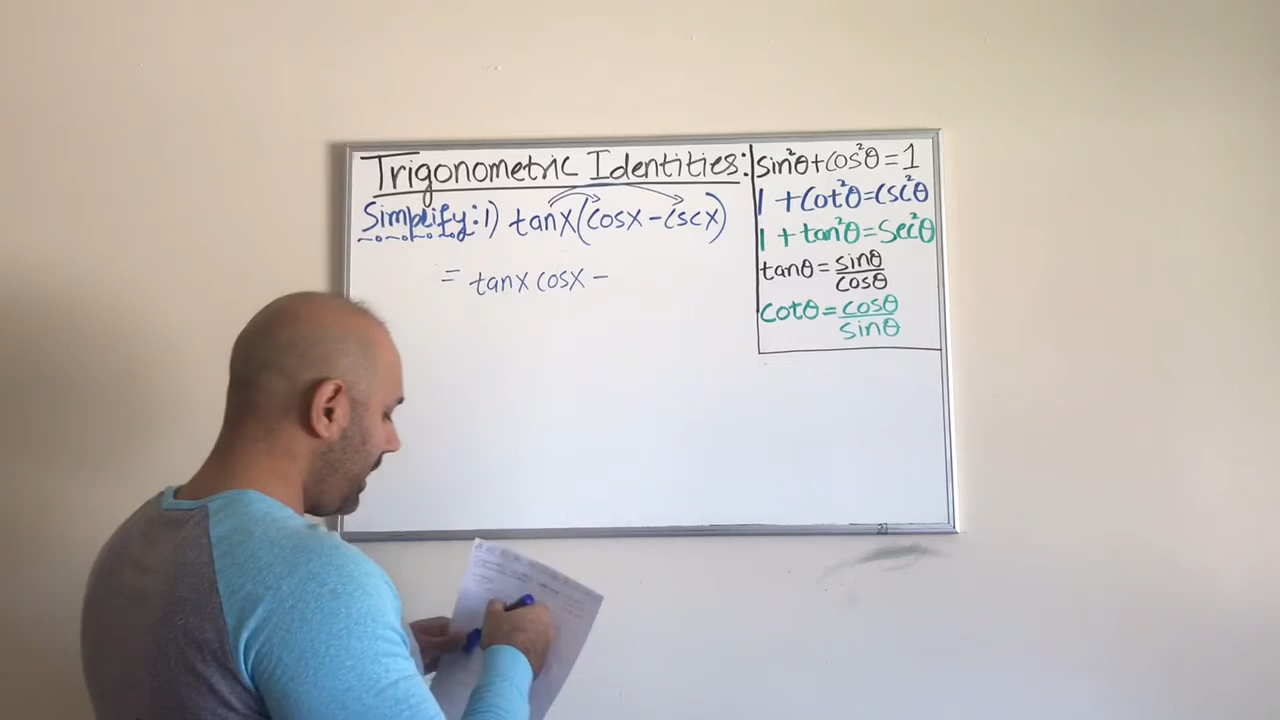 Trigonometric Identities:
Simplify: 1) tanx(cosx - cscx)
= tanx cosx -
sin²θ + cos²θ = 1
1 + cot²θ = csc²θ
1 + tan²θ = sec²θ
tanθ = sinθ/cosθ
cotθ = cosθ/sinθ